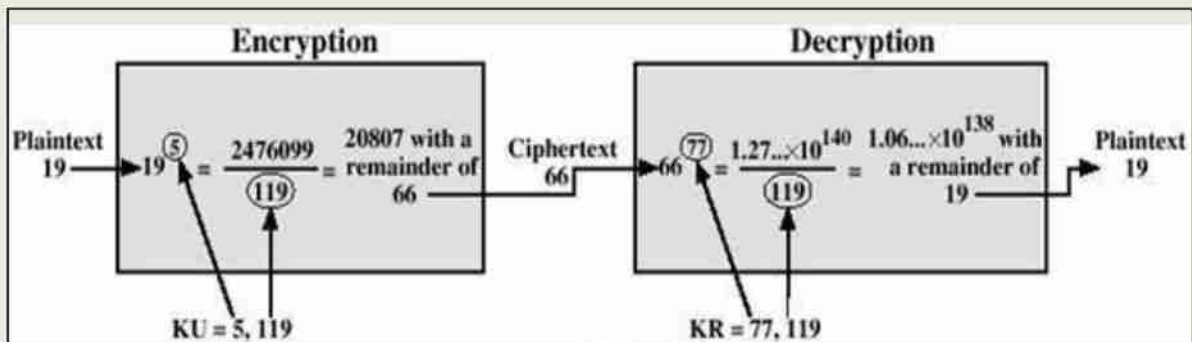 Encryption
Decryption
Plaintext
19
19^5 = 2476099 / 119 = 20807 with a remainder of 66
Ciphertext
66
66^77 = 1.27...×10^140 / 119 = 1.06...×10^138 with a remainder of 19
Plaintext
19
KU = 5, 119
KR = 77, 119